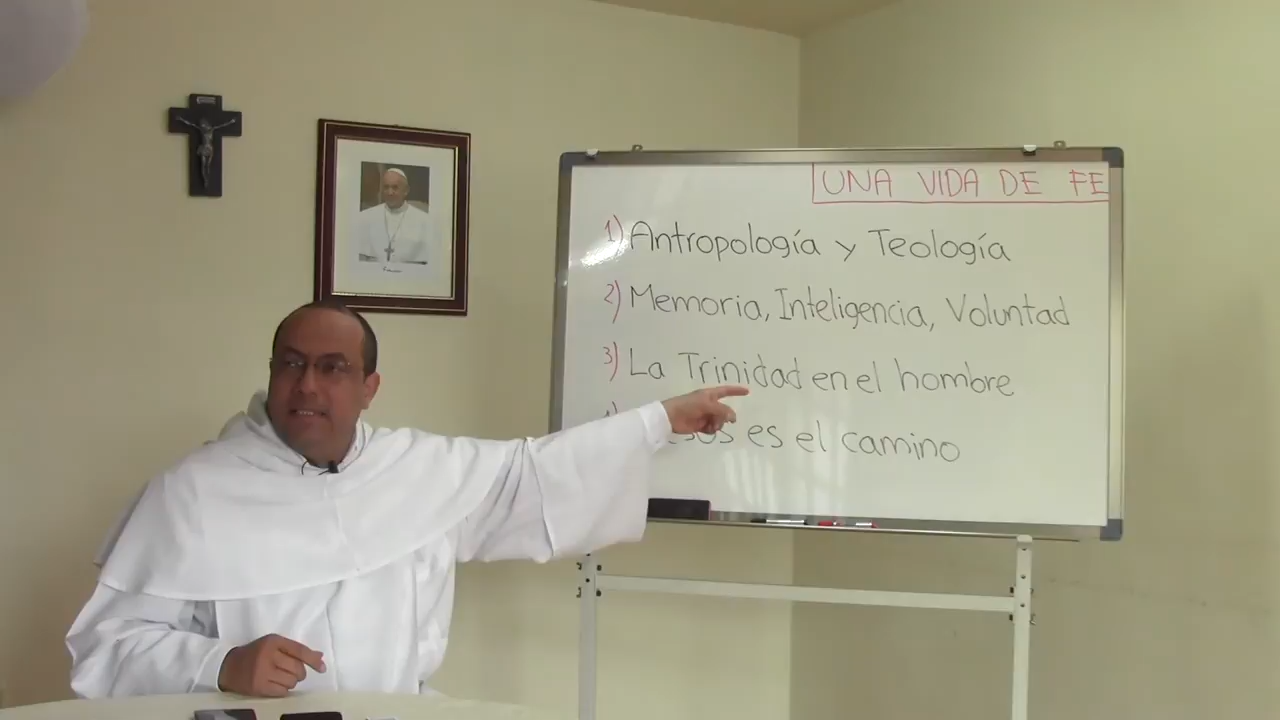 UNA VIDA DE FE
1) Antropología y Teología
2) Memoria, Inteligencia, Voluntad
3) La Trinidad en el hombre
es el camino